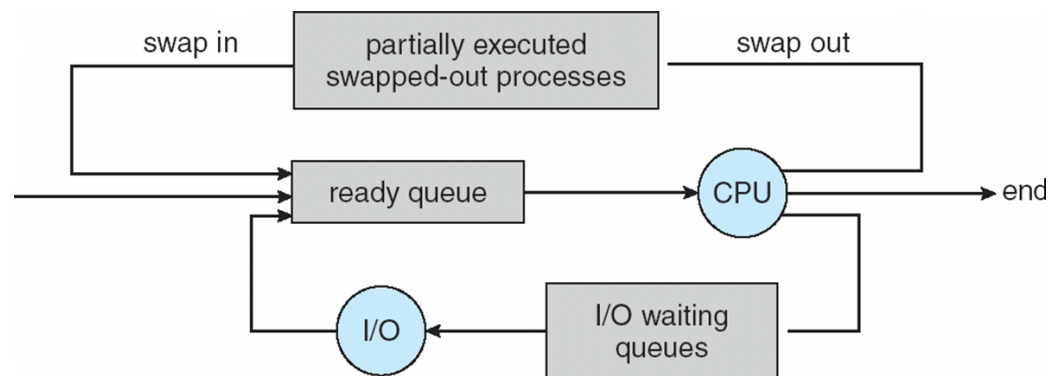 swap in
partially executed
swapped-out processes
swap out
ready queue
CPU
end
I/O
I/O waiting
queues